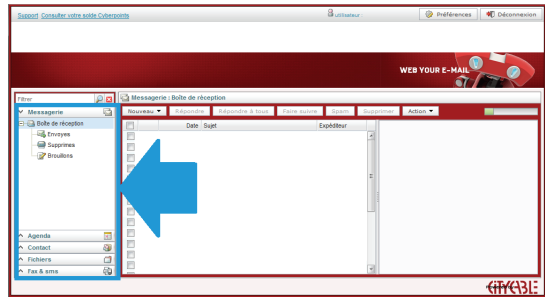 Support Consulter votre solde Cyberpoints
utilisateur
Préférences
Déconnexion
WEB YOUR E-MAIL
Filtrer
Messagerie
Boîte de réception
Envoyes
Supprimes
Brouillons
Agenda
Contact
Fichiers
Fax & sms
Messagerie : Boîte de réception
Nouveau Répondre Répondre à tous Faire suivre Spam Supprimer Action
Date Sujet Expéditeur
CITYCABLE